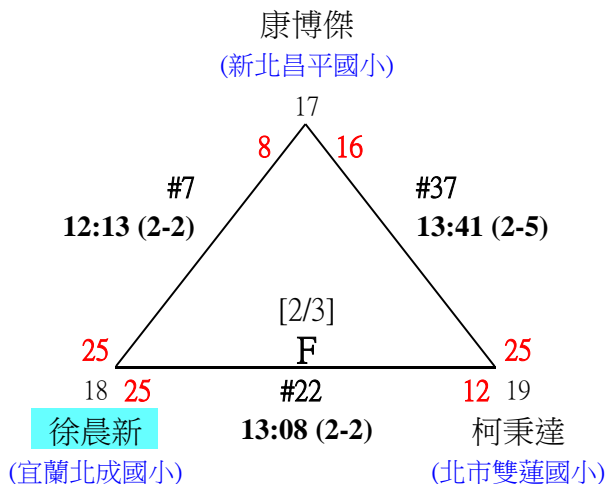 康博傑
(新北昌平國小)
17
8 16
#7 #37
12:13 (2-2) 13:41 (2-5)
[2/3]
25 F 25
18 25 #22 12 19
徐晨新 13:08 (2-2) 柯秉達
(宜蘭北成國小) (北市雙蓮國小)